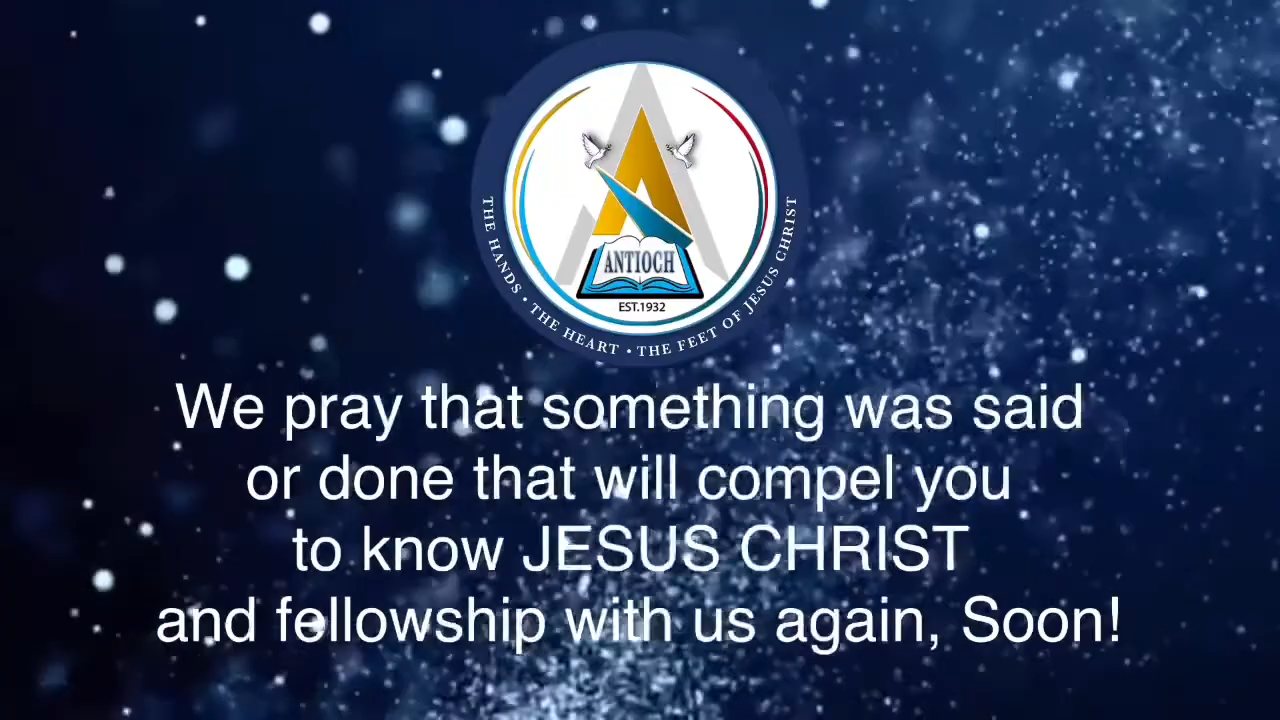 ANTIOCH
EST.1932
THE HANDS • THE HEART • THE FEET OF JESUS CHRIST
We pray that something was said
or done that will compel you
to know JESUS CHRIST
and fellowship with us again, Soon!